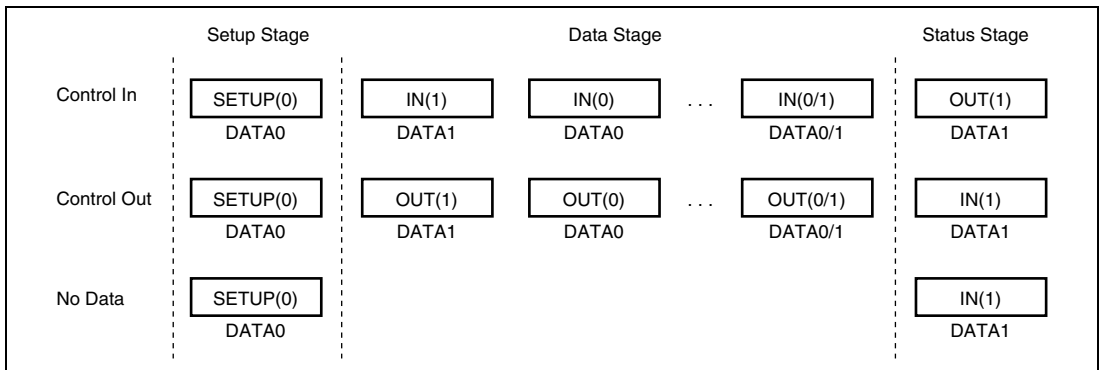 Setup Stage Data Stage Status Stage
Control In SETUP(0) IN(1) IN(0) . . . IN(0/1) OUT(1)
DATA0 DATA1 DATA0 DATA0/1 DATA1
Control Out SETUP(0) OUT(1) OUT(0) . . . OUT(0/1) IN(1)
DATA0 DATA1 DATA0 DATA0/1 DATA1
No Data SETUP(0) IN(1)
DATA0 DATA1